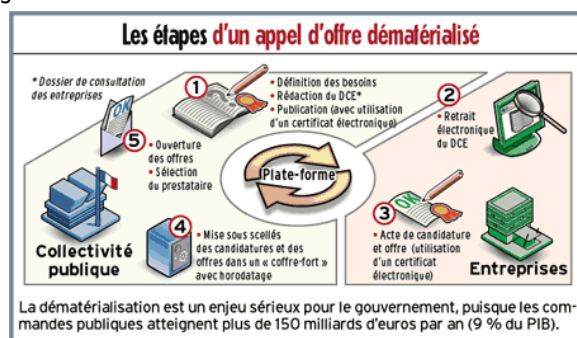 Les étapes d'un appel d'offre dématérialisé
* Dossier de consultation
des entreprises
1
• Définition des besoins
• Rédaction du DCE*
• Publication (avec utilisation
d'un certificat électronique)
2
• Retrait
électronique
du DCE
OK
5
• Ouverture
des offres
• Sélection
du prestataire
Plate-forme
OK
3
• Acte de candidature
et offre (utilisation
d'un certificat
électronique)
4
• Mise sous scellés
des candidatures et des
offres dans un « coffre-fort »
avec horodatage
Collectivité
publique
Entreprises
La dématérialisation est un enjeu sérieux pour le gouvernement, puisque les com-
mandes publiques atteignent plus de 150 milliards d'euros par an (9 % du PIB).